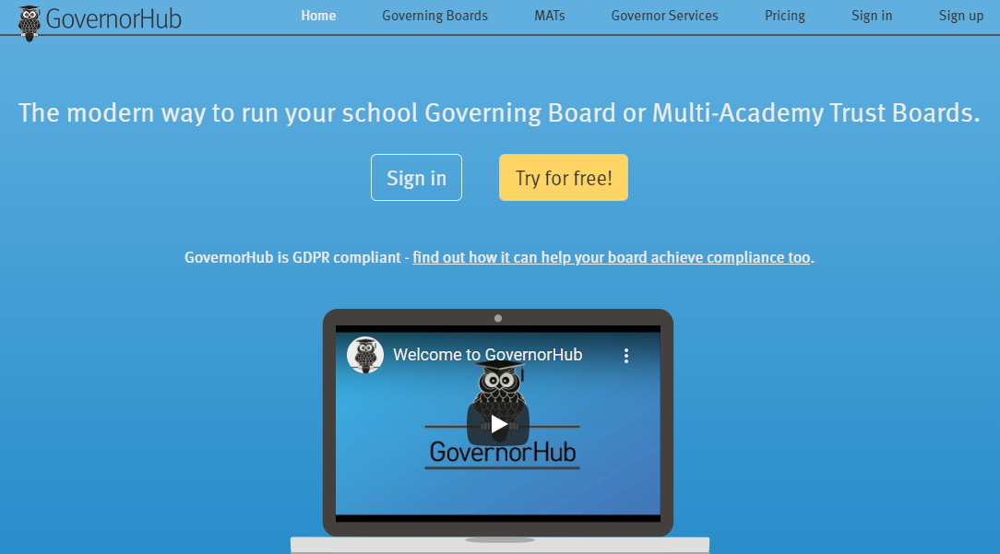 GovernorHub
Home Governing Boards MATs Governor Services Pricing Sign in Sign up
The modern way to run your school Governing Board or Multi-Academy Trust Boards.
Sign in Try for free!
GovernorHub is GDPR compliant - find out how it can help your board achieve compliance too.
Welcome to GovernorHub
GovernorHub